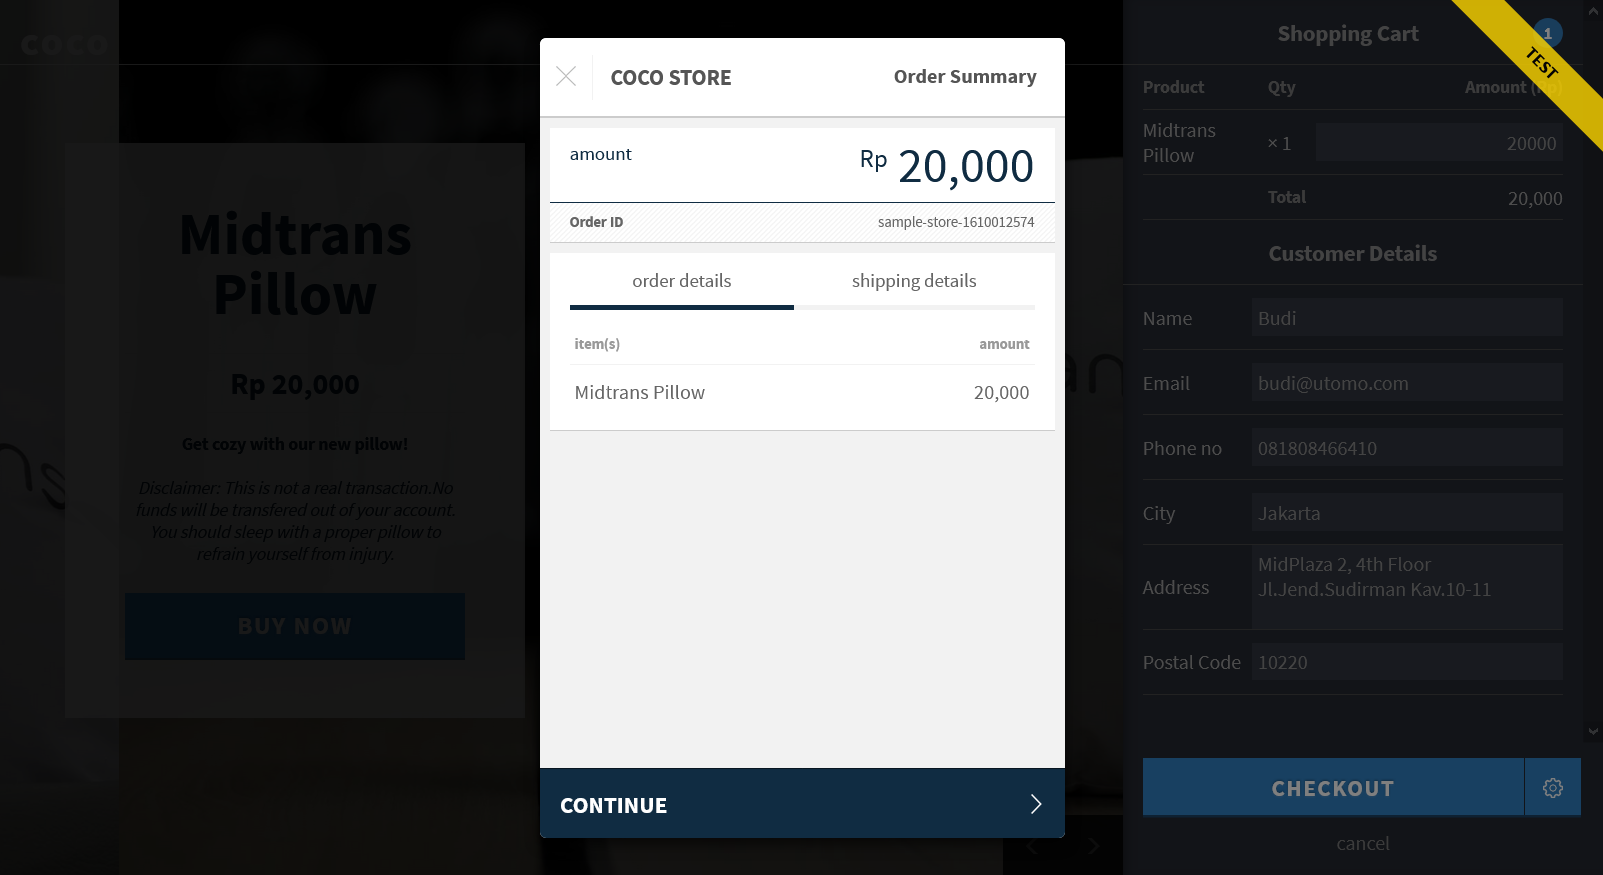 COCO
Midtrans
Pillow
Rp 20,000
Get cozy with our new pillow!
Disclaimer: This is not a real transaction.No
funds will be transfered out of your account.
You should sleep with a proper pillow to
refrain yourself from injury.
BUY NOW
COCO STORE
Order Summary
amount
Rp 20,000
Order ID
sample-store-1610012574
order details
shipping details
item(s)
amount
Midtrans Pillow
20,000
CONTINUE
Shopping Cart
1
TEST
Product
Qty
Amount (Rp)
Midtrans
Pillow
× 1
20000
Total
20,000
Customer Details
Name
Budi
Email
budi@utomo.com
Phone no
081808466410
City
Jakarta
Address
MidPlaza 2, 4th Floor
Jl.Jend.Sudirman Kav.10-11
Postal Code
10220
CHECKOUT
cancel